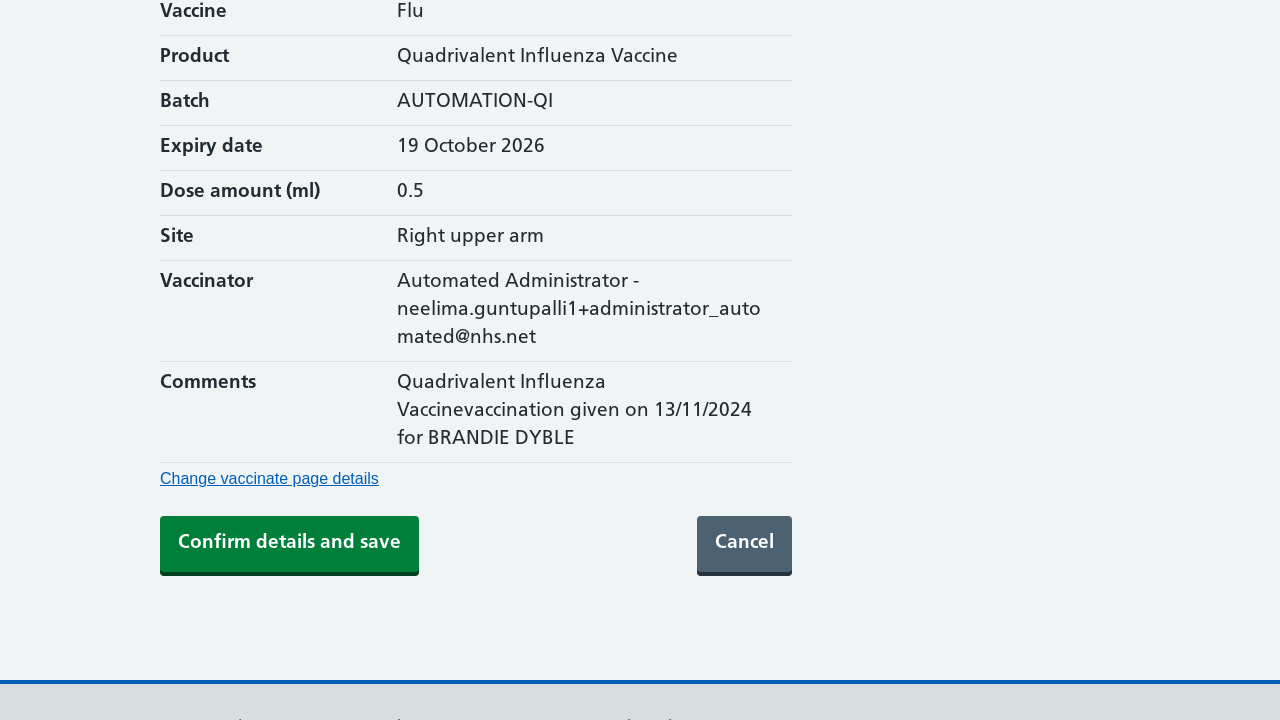 Vaccine Flu
Product Quadrivalent Influenza Vaccine
Batch AUTOMATION-QI
Expiry date 19 October 2026
Dose amount (ml) 0.5
Site Right upper arm
Vaccinator Automated Administrator -
neelima.guntupalli1+administrator_auto
mated@nhs.net
Comments Quadrivalent Influenza
Vaccinevaccination given on 13/11/2024
for BRANDIE DYBLE
Change vaccinate page details
Confirm details and save Cancel